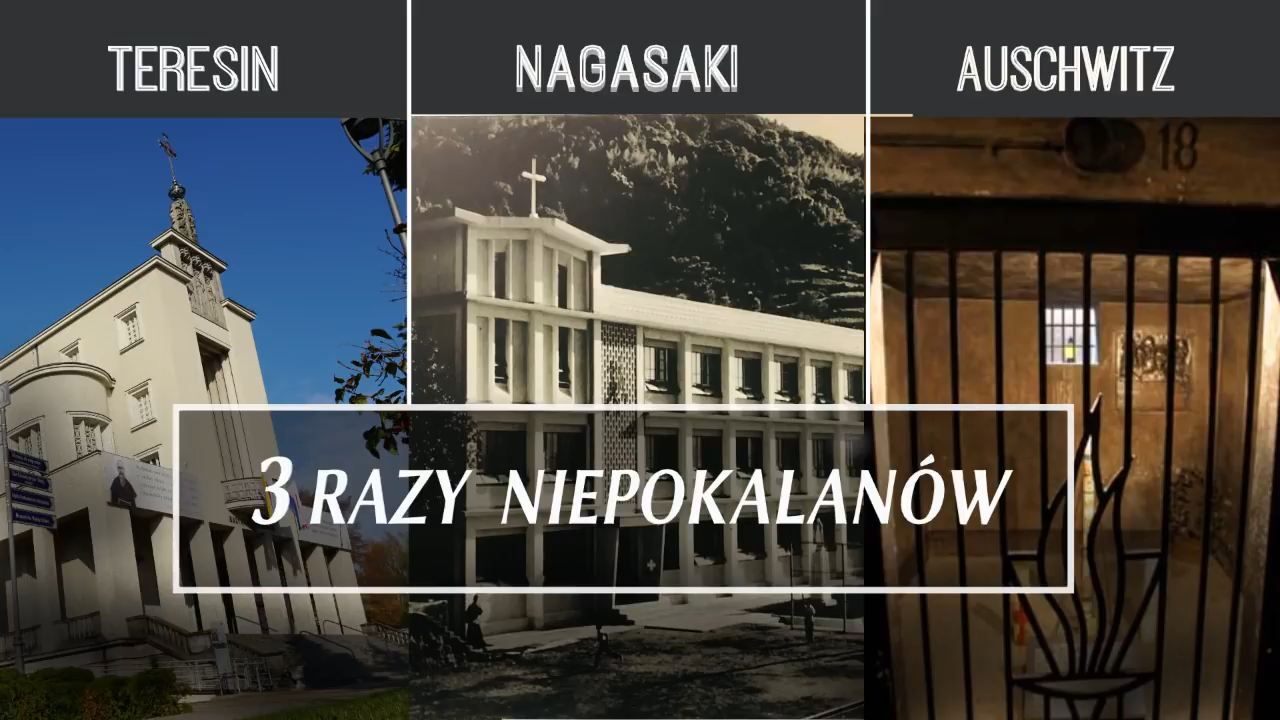 TERESIN
NAGASAKI
AUSCHWITZ
18
3 RAZY NIEPOKALANÓW